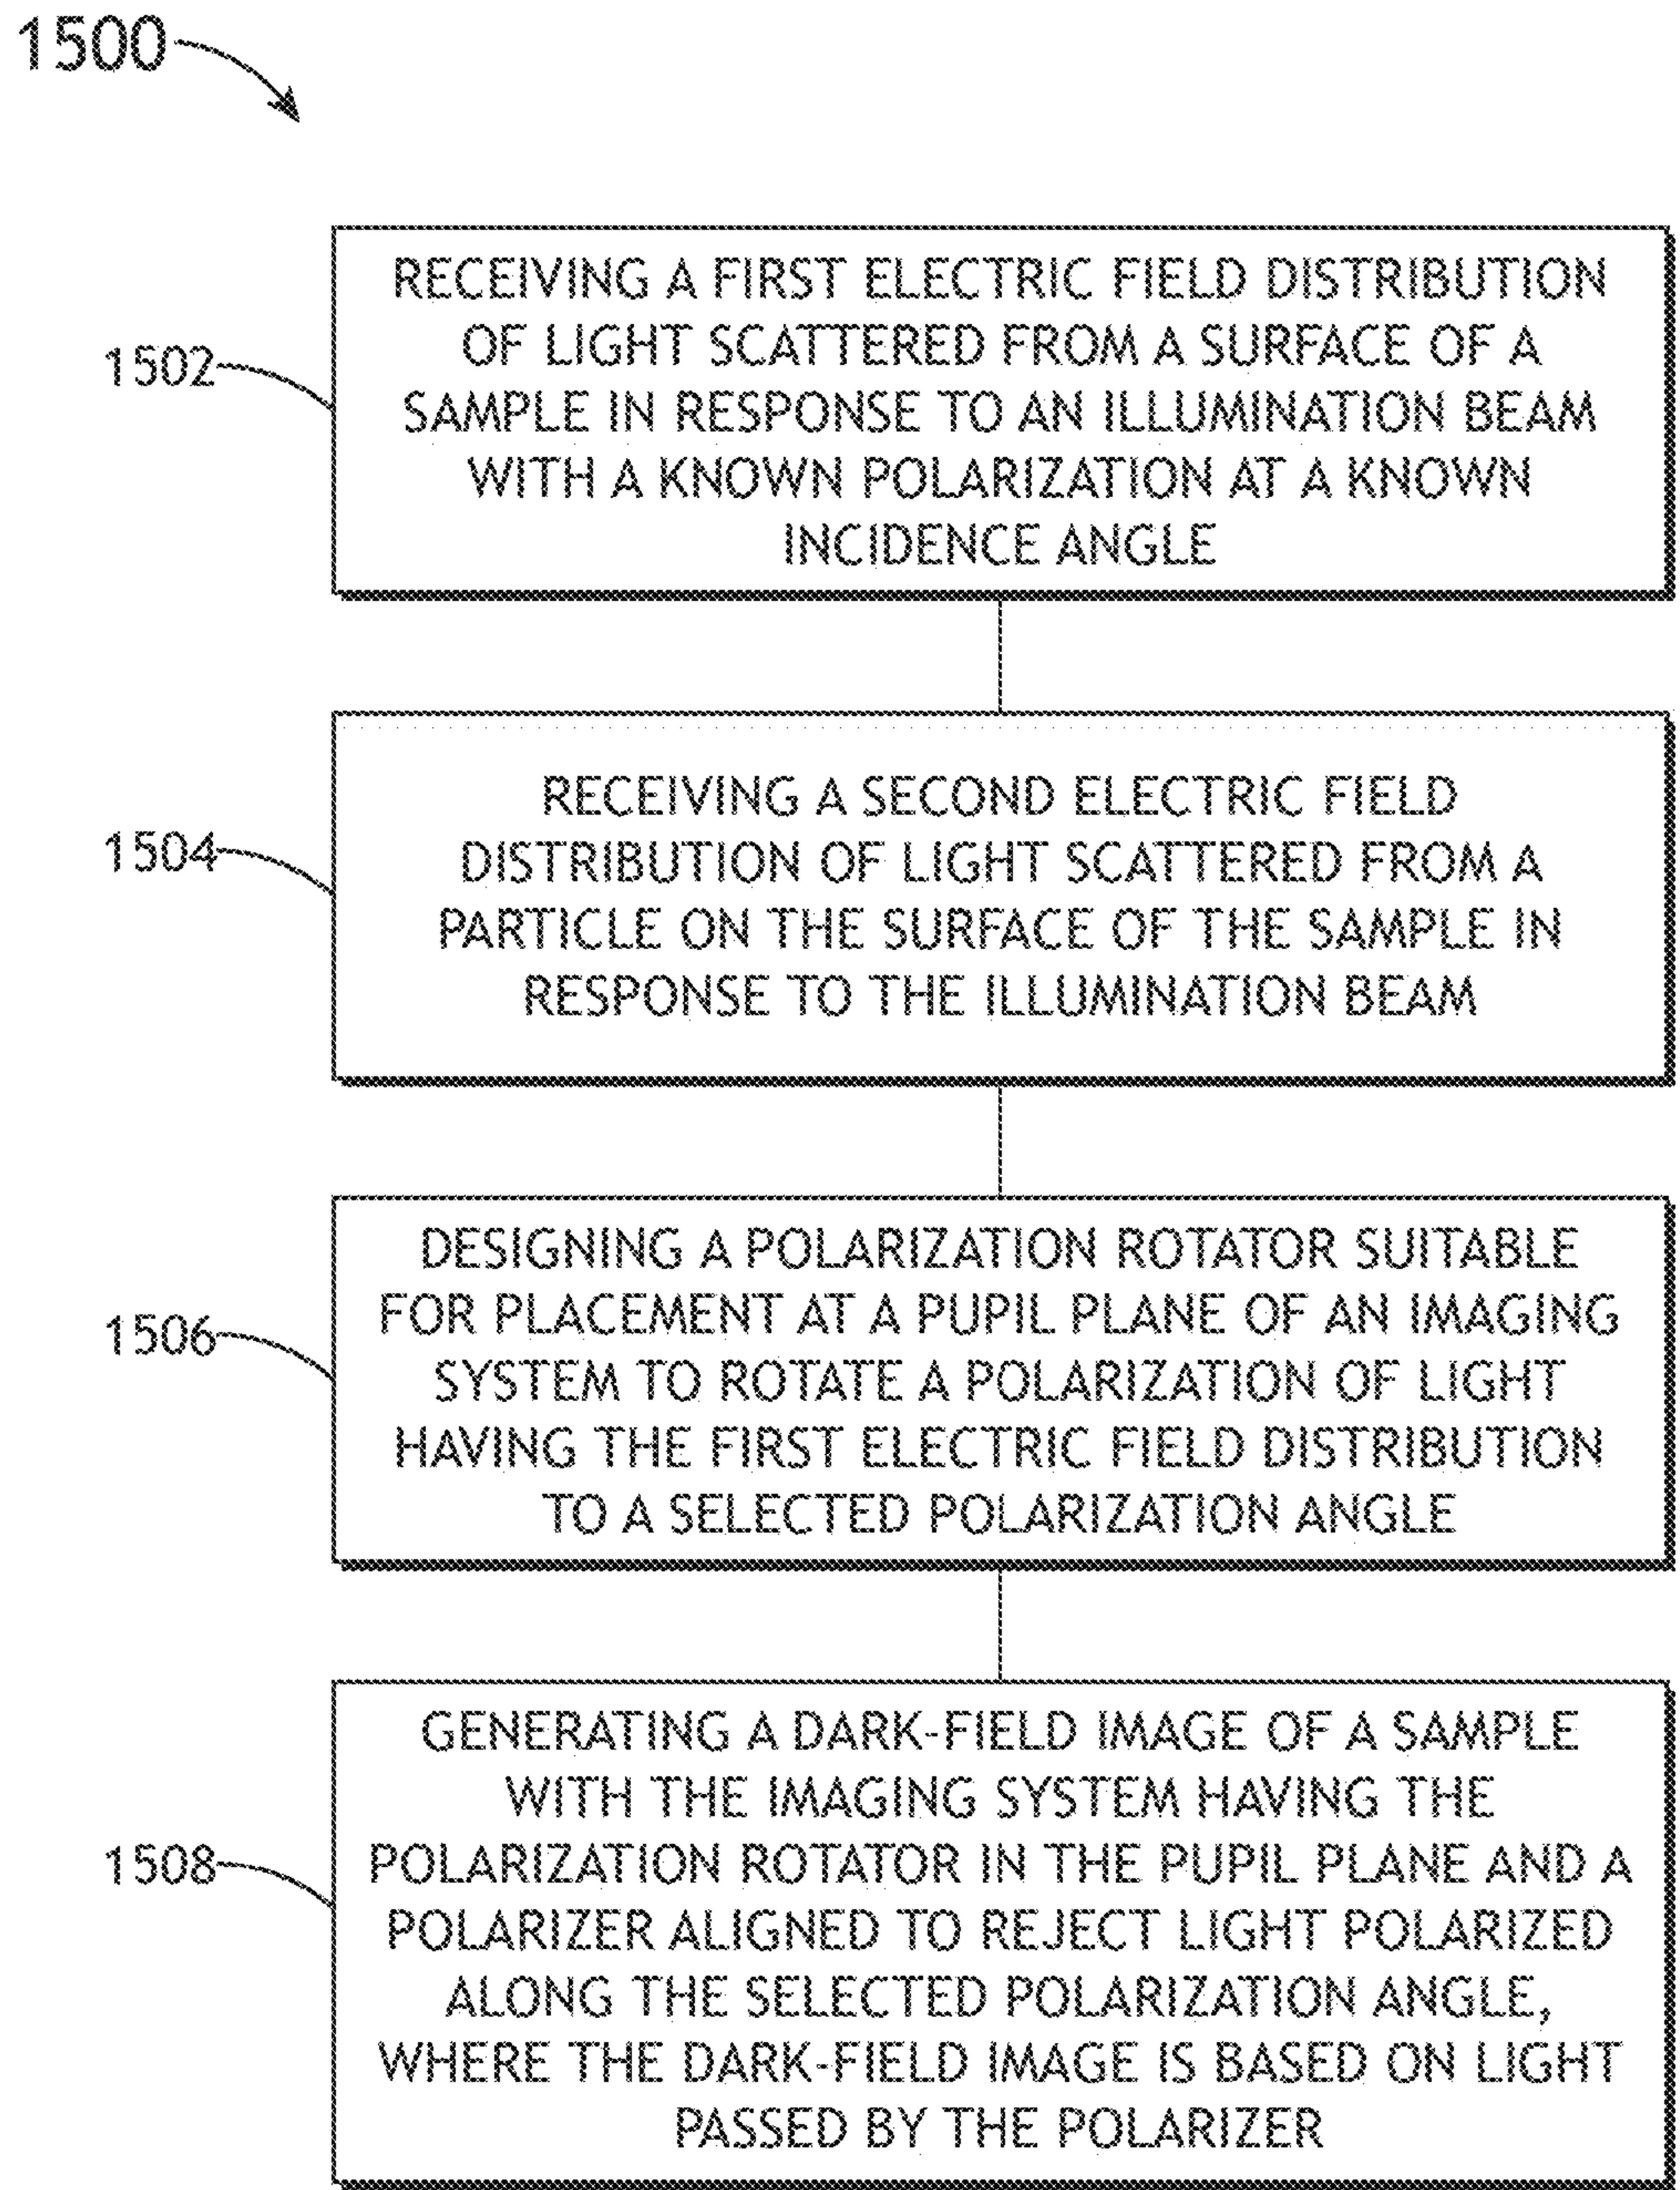 1500
1502
RECEIVING A FIRST ELECTRIC FIELD DISTRIBUTION
OF LIGHT SCATTERED FROM A SURFACE OF A
SAMPLE IN RESPONSE TO AN ILLUMINATION BEAM
WITH A KNOWN POLARIZATION AT A KNOWN
INCIDENCE ANGLE
1504
RECEIVING A SECOND ELECTRIC FIELD
DISTRIBUTION OF LIGHT SCATTERED FROM A
PARTICLE ON THE SURFACE OF THE SAMPLE IN
RESPONSE TO THE ILLUMINATION BEAM
1506
DESIGNING A POLARIZATION ROTATOR SUITABLE
FOR PLACEMENT AT A PUPIL PLANE OF AN IMAGING
SYSTEM TO ROTATE A POLARIZATION OF LIGHT
HAVING THE FIRST ELECTRIC FIELD DISTRIBUTION
TO A SELECTED POLARIZATION ANGLE
1508
GENERATING A DARK-FIELD IMAGE OF A SAMPLE
WITH THE IMAGING SYSTEM HAVING THE
POLARIZATION ROTATOR IN THE PUPIL PLANE AND A
POLARIZER ALIGNED TO REJECT LIGHT POLARIZED
ALONG THE SELECTED POLARIZATION ANGLE,
WHERE THE DARK-FIELD IMAGE IS BASED ON LIGHT
PASSED BY THE POLARIZER